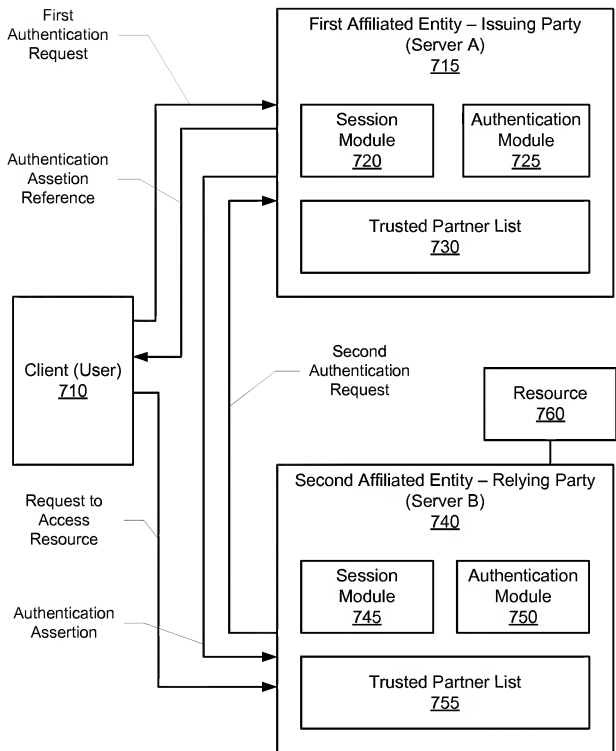 First
Authentication
Request
First Affiliated Entity – Issuing Party
(Server A)
715
Session
Module
720
Authentication
Module
725
Authentication
Assetion
Reference
Trusted Partner List
730
Client (User)
710
Second
Authentication
Request
Resource
760
Second Affiliated Entity – Relying Party
(Server B)
740
Request to
Access
Resource
Session
Module
745
Authentication
Module
750
Authentication
Assertion
Trusted Partner List
755